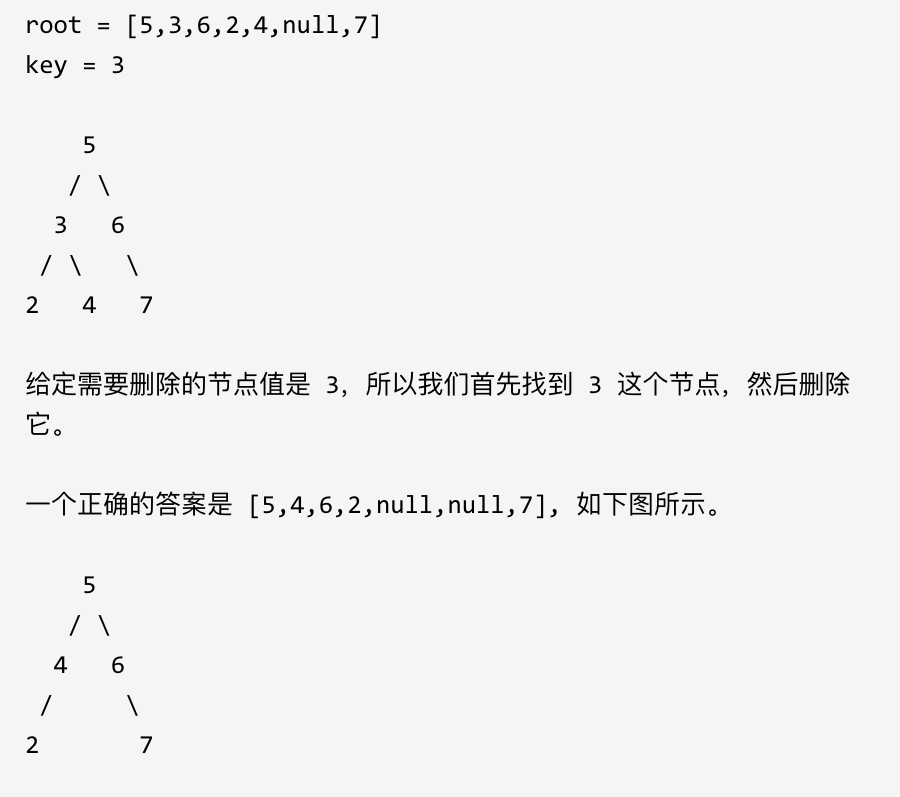 root = [5,3,6,2,4,null,7]
key = 3
    5
   / \
  3   6
 / \   \
2   4   7
给定需要删除的节点值是 3，所以我们首先找到 3 这个节点，然后删除
它。
一个正确的答案是 [5,4,6,2,null,null,7], 如下图所示。
    5
   / \
  4   6
 /     \
2       7